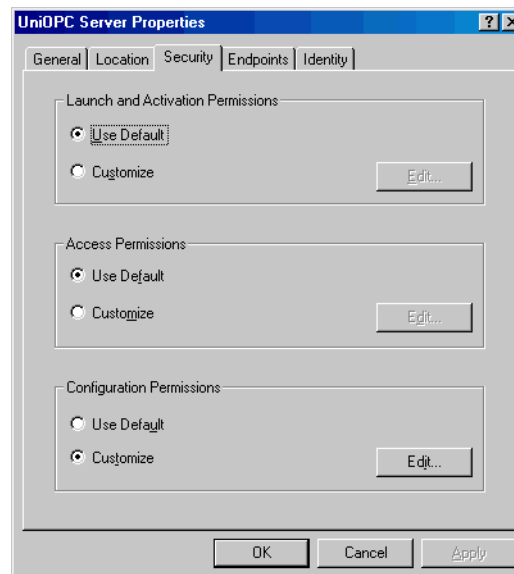 UniOPC Server Properties
General Location Security Endpoints Identity
Launch and Activation Permissions
Use Default
Customize
Edit...
Access Permissions
Use Default
Customize
Edit...
Configuration Permissions
Use Default
Customize
Edit...
OK Cancel Apply